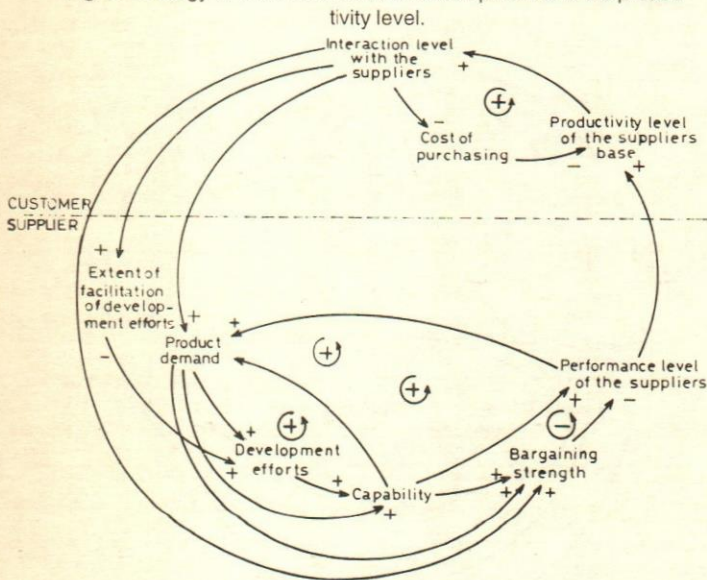 tivity level.
Interaction level
with the
suppliers
+
+
-
Cost of
purchasing
Productivity level
of the suppliers
base
-
+
CUSTOMER
SUPPLIER
+
Extent of
facilitation
of develop-
ment efforts
-
+
+
Product
demand
+
+
Performance level
of the suppliers
+
-
+
-
+
Development
efforts
+
+
Capability
+
Bargaining
strength
+
+
+